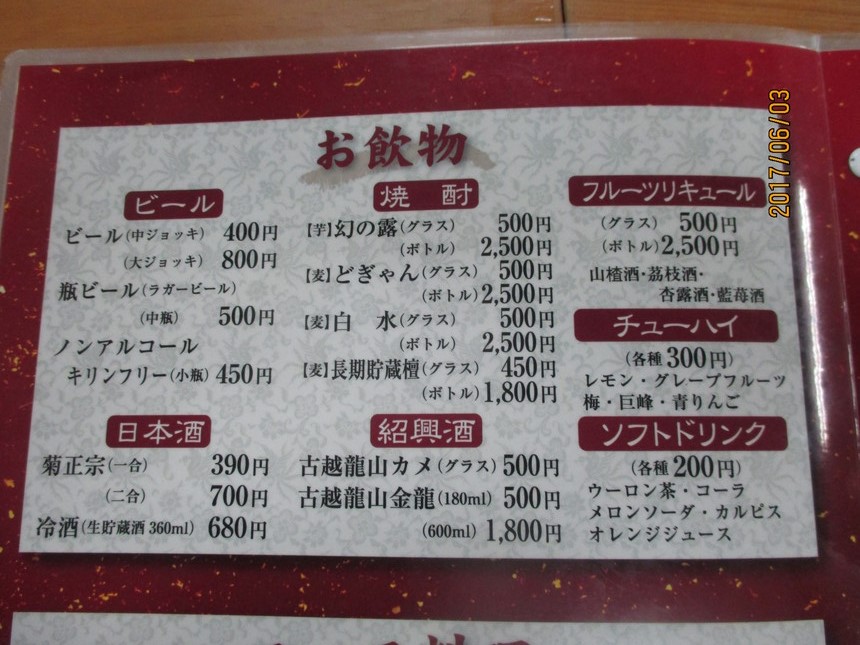 お飲物
ビール
ビール(中ジョッキ) 400円
(大ジョッキ) 800円
瓶ビール(ラガービール)
(中瓶) 500円
ノンアルコール
キリンフリー(小瓶) 450円
焼酎
【芋】幻の露(グラス) 500円
(ボトル) 2,500円
【麦】どぎゃん(グラス) 500円
(ボトル) 2,500円
【麦】白 水(グラス) 500円
(ボトル) 2,500円
【麦】長期貯蔵檀(グラス) 450円
(ボトル) 1,800円
フルーツリキュール
(グラス) 500円
(ボトル) 2,500円
山楂酒・茘枝酒・
杏露酒・藍苺酒
チューハイ
(各種300円)
レモン・グレープフルーツ
梅・巨峰・青りんご
日本酒
菊正宗(一合) 390円
(二合) 700円
冷酒(生貯蔵酒360ml) 680円
紹興酒
古越龍山カメ(グラス) 500円
古越龍山金龍(180ml) 500円
(600ml) 1,800円
ソフトドリンク
(各種200円)
ウーロン茶・コーラ
メロンソーダ・カルピス
オレンジジュース
2017/06/03